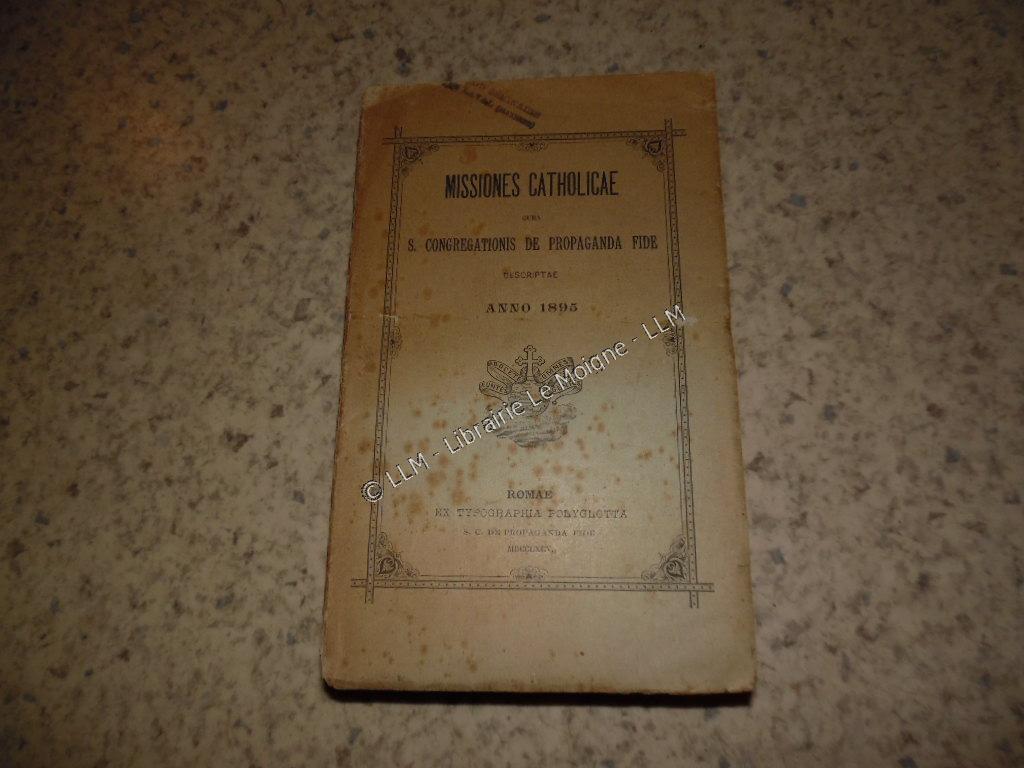 MISSIONES CATHOLICAE
CURA
S. CONGREGATIONIS DE PROPAGANDA FIDE
DESCRIPTAE
ANNO 1895
EUNTES
© LLM - Librairie Le Moigne - LLM
ROMAE
EX TYPOGRAPHIA POLYGLOTTA
S. C. DE PROPAGANDA FIDE